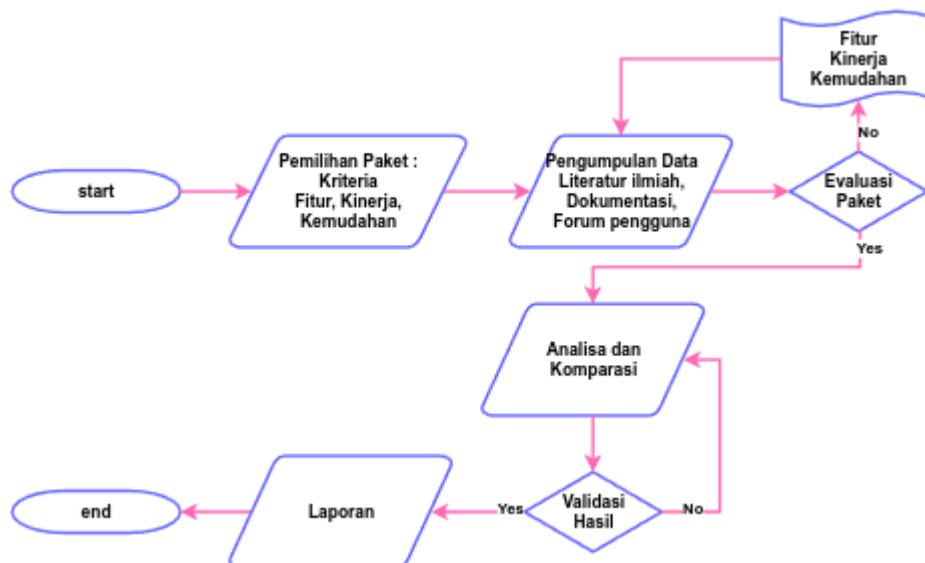 Fitur
Kinerja
Kemudahan
No
start
Pemilihan Paket :
Kriteria
Fitur, Kinerja,
Kemudahan
Pengumpulan Data
Literatur ilmiah,
Dokumentasi,
Forum pengguna
Evaluasi
Paket
Yes
Analisa dan
Komparasi
Validasi
Hasil
No
Yes
Laporan
end